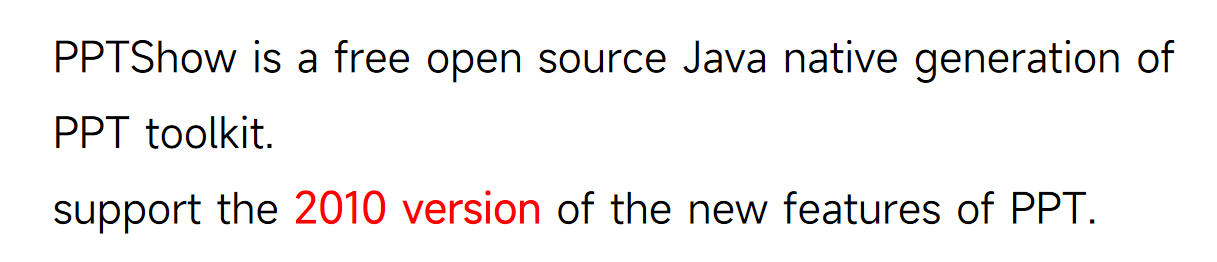 PPTShow is a free open source Java native generation of
PPT toolkit.
support the 2010 version of the new features of PPT.